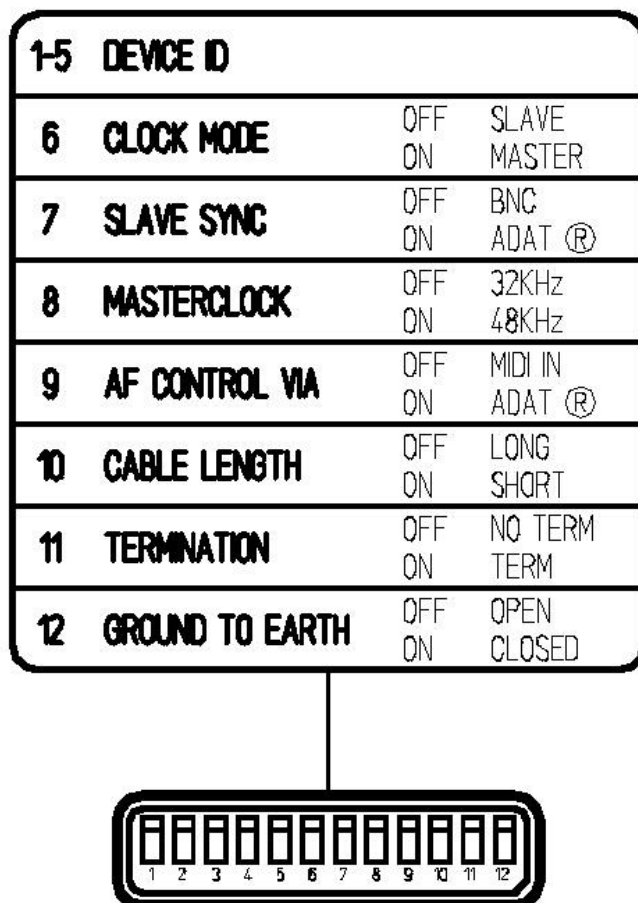 1-5 DEVICE ID
6 CLOCK MODE OFF SLAVE
ON MASTER
7 SLAVE SYNC OFF BNC
ON ADAT ®
8 MASTERCLOCK OFF 32KHz
ON 48KHz
9 AF CONTROL VIA OFF MIDI IN
ON ADAT ®
10 CABLE LENGTH OFF LONG
ON SHORT
11 TERMINATION OFF NO TERM
ON TERM
12 GROUND TO EARTH OFF OPEN
ON CLOSED
1 2 3 4 5 6 7 8 9 10 11 12